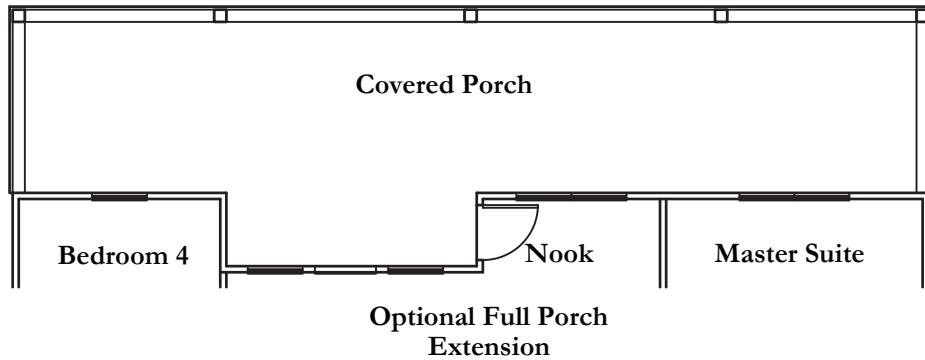 Covered Porch
Bedroom 4
Nook
Master Suite
Optional Full Porch
Extension